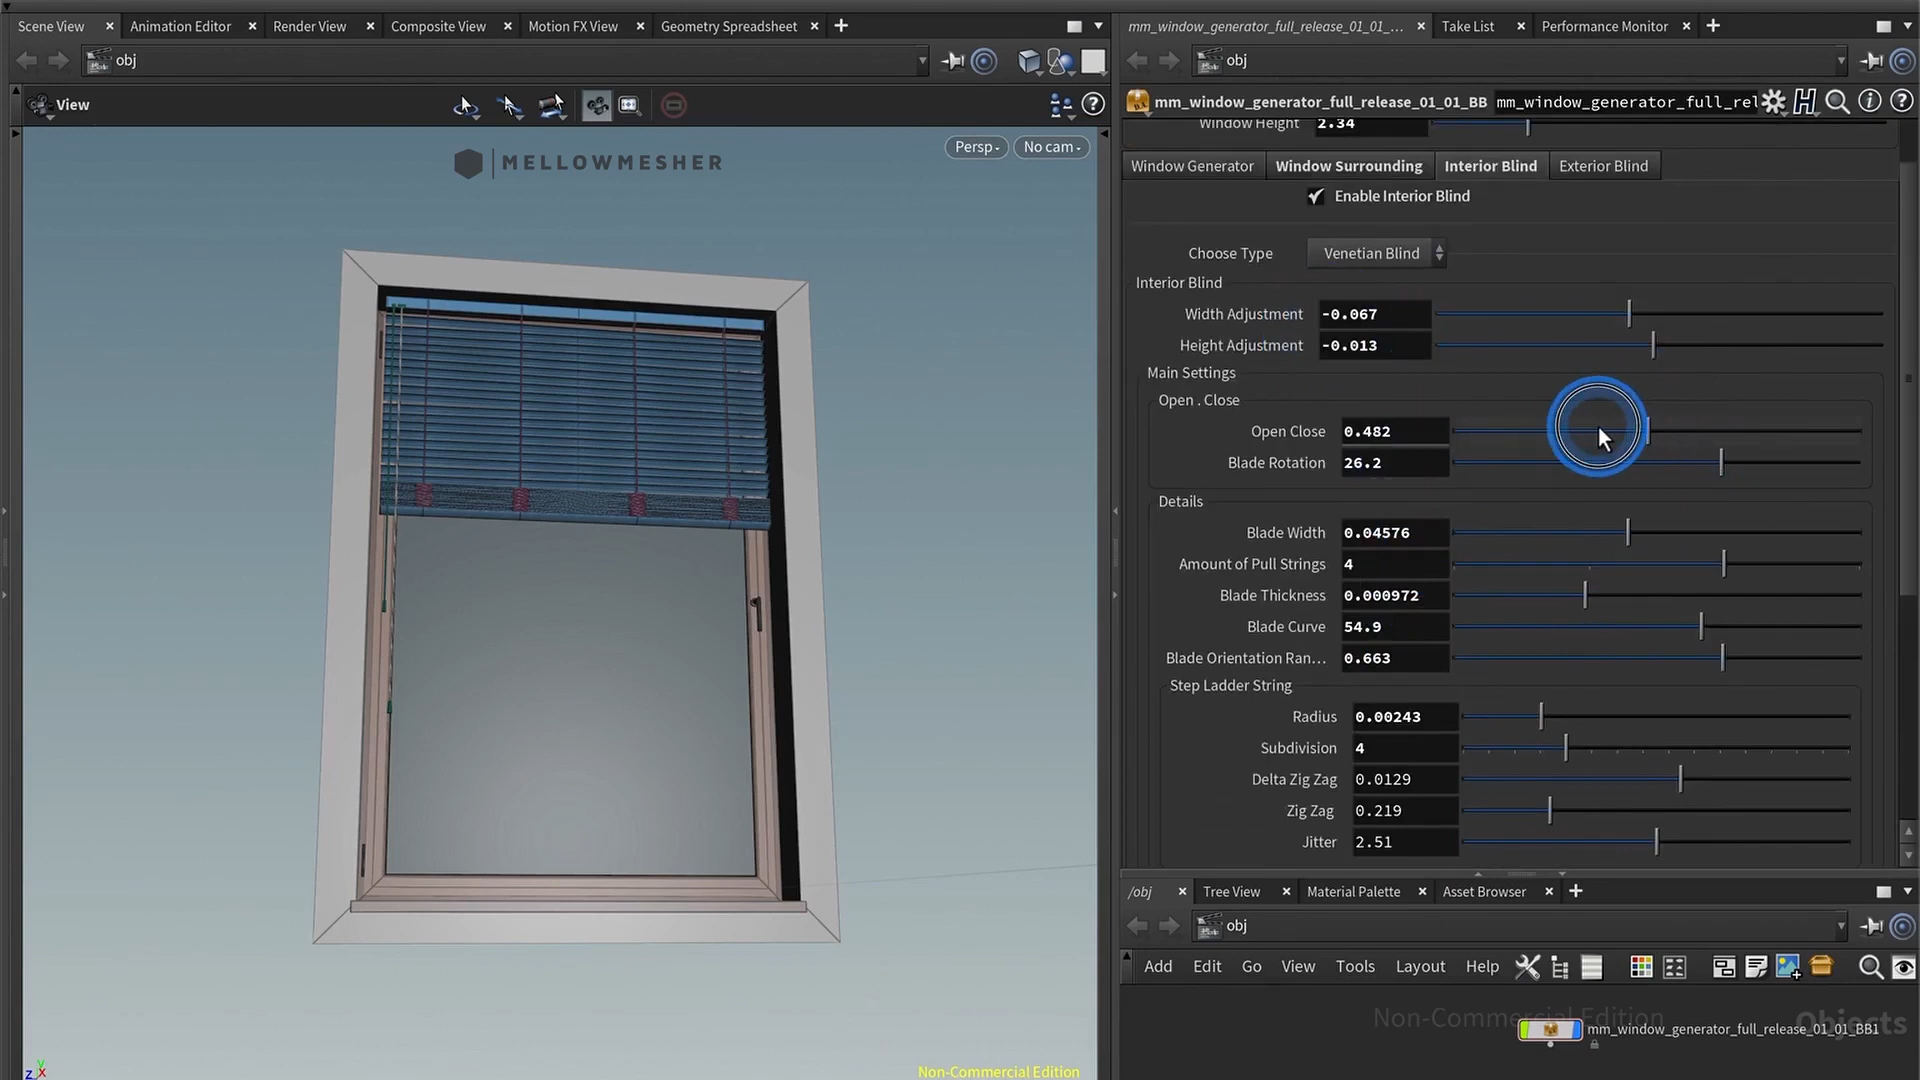 Scene View
Animation Editor
Render View
Composite View
Motion FX View
Geometry Spreadsheet
mm_window_generator_full_release_01_01_...
Take List
Performance Monitor
obj
obj
View
mm_window_generator_full_release_01_01_BB
mm_window_generator_full_rel
Window Height 2.34
MELLOWMESHER
Persp
No cam
Window Generator
Window Surrounding
Interior Blind
Exterior Blind
Enable Interior Blind
Choose Type Venetian Blind
Interior Blind
Width Adjustment -0.067
Height Adjustment -0.013
Main Settings
Open . Close
Open Close 0.482
Blade Rotation 26.2
Details
Blade Width 0.04576
Amount of Pull Strings 4
Blade Thickness 0.000972
Blade Curve 54.9
Blade Orientation Ran... 0.663
Step Ladder String
Radius 0.00243
Subdivision 4
Delta Zig Zag 0.0129
Zig Zag 0.219
Jitter 2.51
/obj
Tree View
Material Palette
Asset Browser
obj
Add Edit Go View Tools Layout Help
Non-Commercial Edition
Objects
mm_window_generator_full_release_01_01_BB1
Non-Commercial Edition
z y x